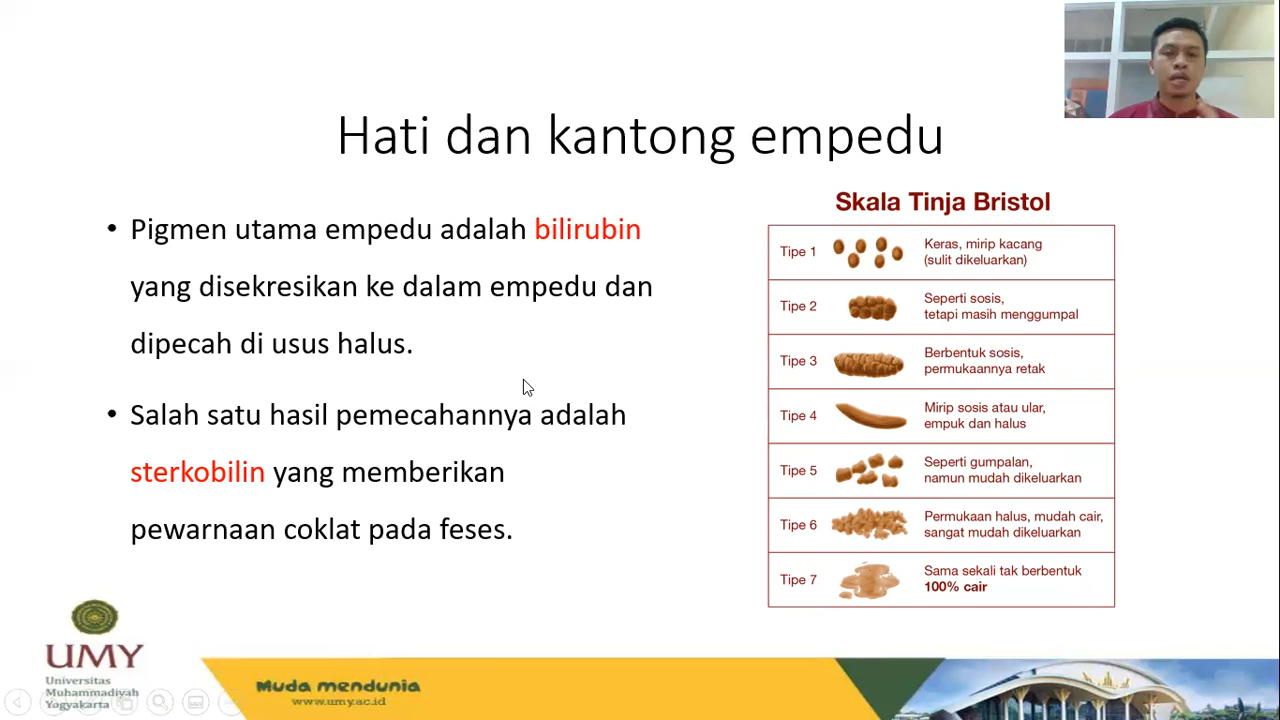 Hati dan kantong empedu
• Pigmen utama empedu adalah bilirubin
yang disekresikan ke dalam empedu dan
dipecah di usus halus.
• Salah satu hasil pemecahannya adalah
sterkobilin yang memberikan
pewarnaan coklat pada feses.
Skala Tinja Bristol
Tipe 1
Keras, mirip kacang
(sulit dikeluarkan)
Tipe 2
Seperti sosis,
tetapi masih menggumpal
Tipe 3
Berbentuk sosis,
permukaannya retak
Tipe 4
Mirip sosis atau ular,
empuk dan halus
Tipe 5
Seperti gumpalan,
namun mudah dikeluarkan
Tipe 6
Permukaan halus, mudah cair,
sangat mudah dikeluarkan
Tipe 7
Sama sekali tak berbentuk
100% cair
UMY
Universitas
Muhammadiyah
Yogyakarta
Muda mendunia
www.umy.ac.id